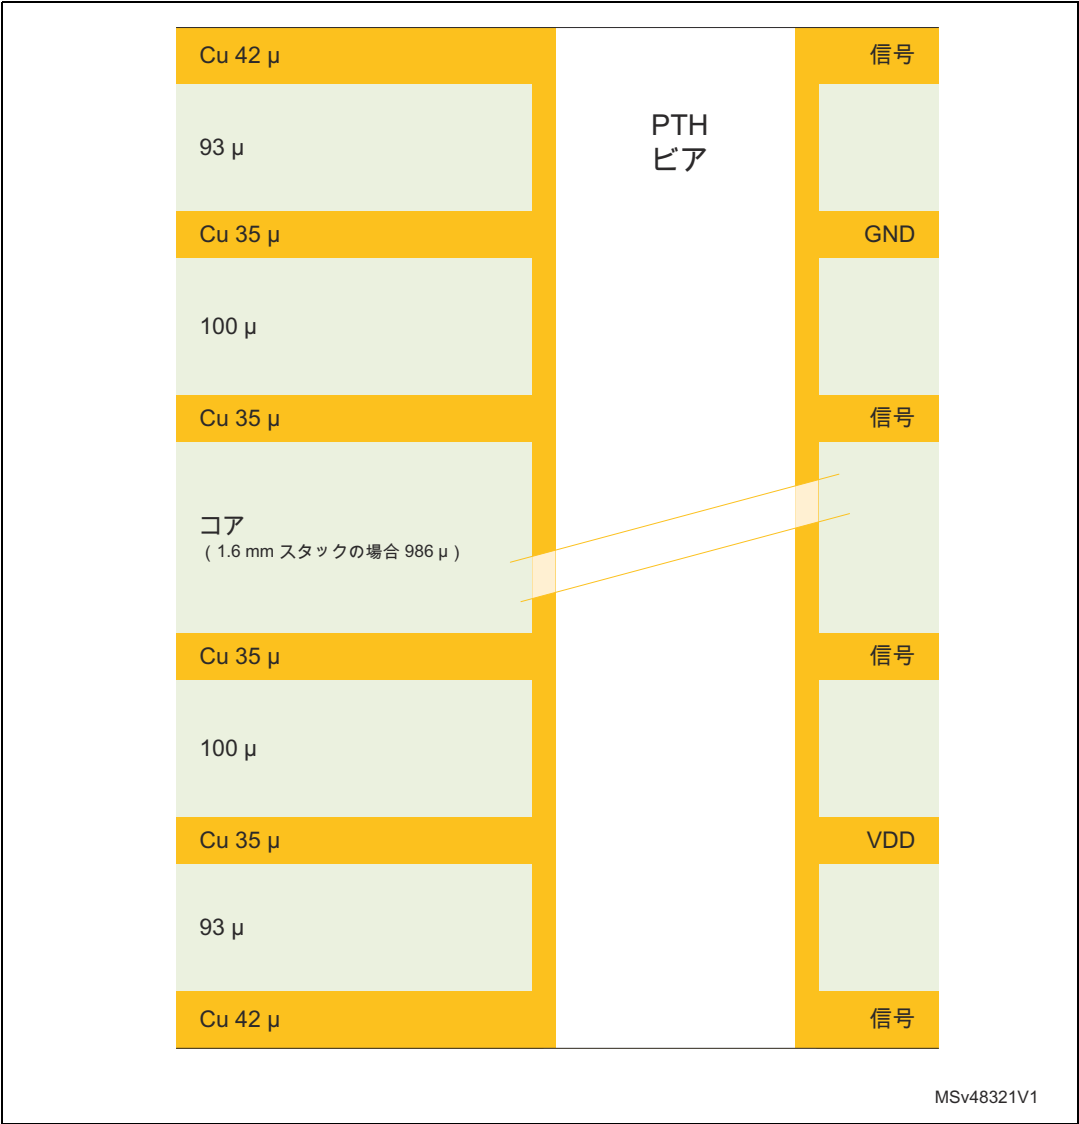 Cu 42 µ 信号
93 µ
PTH
ビア
Cu 35 µ GND
100 µ
Cu 35 µ 信号
コア
( 1.6 mm スタックの場合 986 µ )
Cu 35 µ 信号
100 µ
Cu 35 µ VDD
93 µ
Cu 42 µ 信号
MSv48321V1